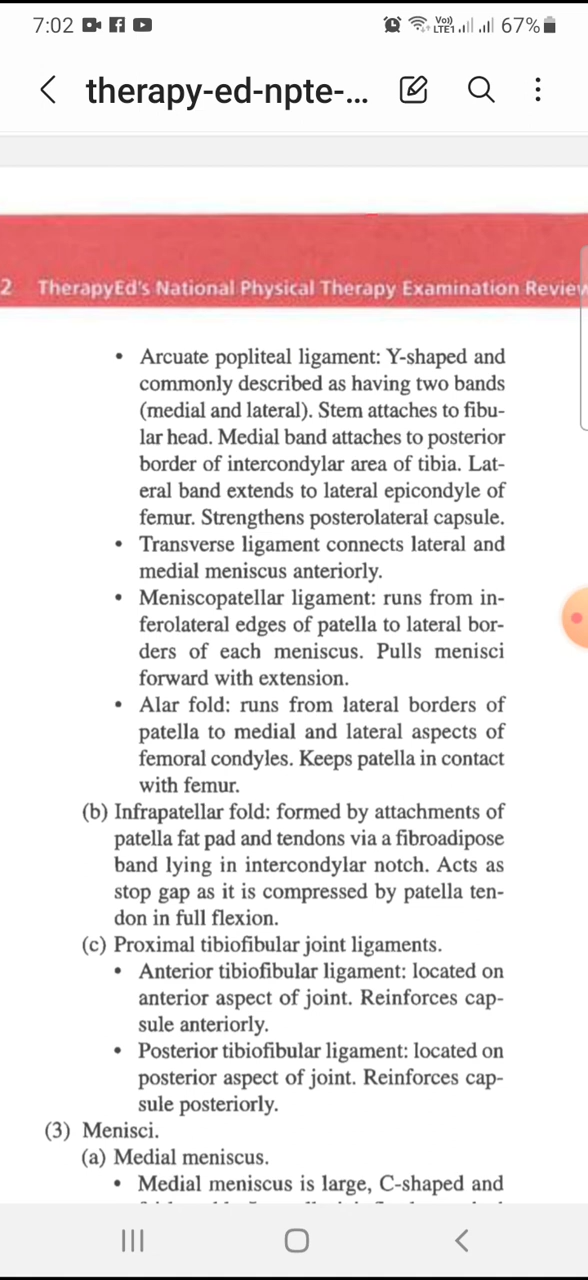 7:02
Vo)) LTE1 67%
therapy-ed-npte-...
2 TherapyEd's National Physical Therapy Examination Review
• Arcuate popliteal ligament: Y-shaped and
commonly described as having two bands
(medial and lateral). Stem attaches to fibu-
lar head. Medial band attaches to posterior
border of intercondylar area of tibia. Lat-
eral band extends to lateral epicondyle of
femur. Strengthens posterolateral capsule.
• Transverse ligament connects lateral and
medial meniscus anteriorly.
• Meniscopatellar ligament: runs from in-
ferolateral edges of patella to lateral bor-
ders of each meniscus. Pulls menisci
forward with extension.
• Alar fold: runs from lateral borders of
patella to medial and lateral aspects of
femoral condyles. Keeps patella in contact
with femur.
(b) Infrapatellar fold: formed by attachments of
patella fat pad and tendons via a fibroadipose
band lying in intercondylar notch. Acts as
stop gap as it is compressed by patella ten-
don in full flexion.
(c) Proximal tibiofibular joint ligaments.
• Anterior tibiofibular ligament: located on
anterior aspect of joint. Reinforces cap-
sule anteriorly.
• Posterior tibiofibular ligament: located on
posterior aspect of joint. Reinforces cap-
sule posteriorly.
(3) Menisci.
(a) Medial meniscus.
• Medial meniscus is large, C-shaped and